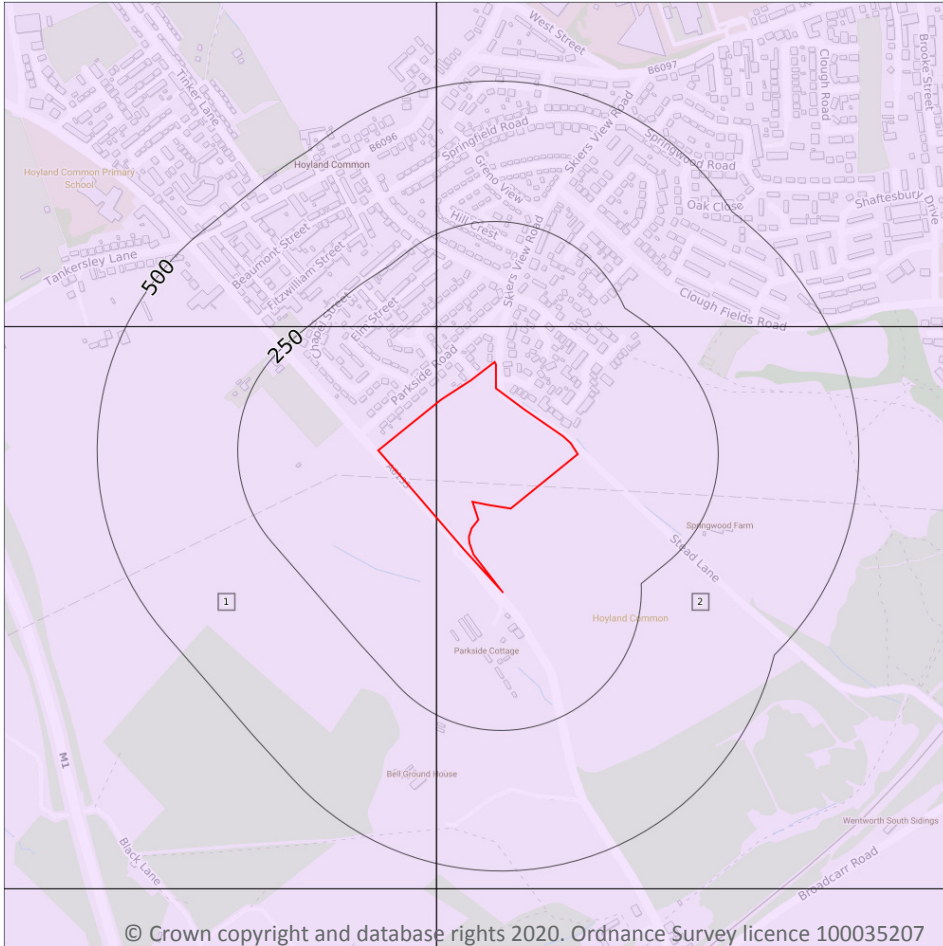 West Street
B6097
Tinker Lane
Clough Road
Brooke Street
B6096
Springfield Road
Skiers View Road
Springwood Road
Hoyland Common
Hoyland Common Primary
School
Greno View
Oak Close
Shaftesbury Drive
Hill Crest
Beaumont Street
Tankersley Lane
Skiers View Road
500
Fitzwilliam Street
Chapel Street
Elm Street
Clough Fields Road
250
Parkside Road
A6135
Springwood Farm
Stead Lane
1
2
Hoyland Common
Parkside Cottage
M1
Bell Ground House
Wentworth South Sidings
Black Lane
Broadcarr Road
© Crown copyright and database rights 2020. Ordnance Survey licence 100035207